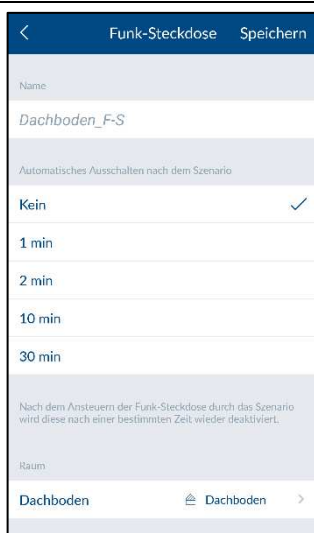 Funk-Steckdose Speichern
Name
Dachboden_F-S
Automatisches Ausschalten nach dem Szenario
Kein
1 min
2 min
10 min
30 min
Nach dem Ansteuern der Funk-Steckdose durch das Szenario
wird diese nach einer bestimmten Zeit wieder deaktiviert.
Raum
Dachboden Dachboden